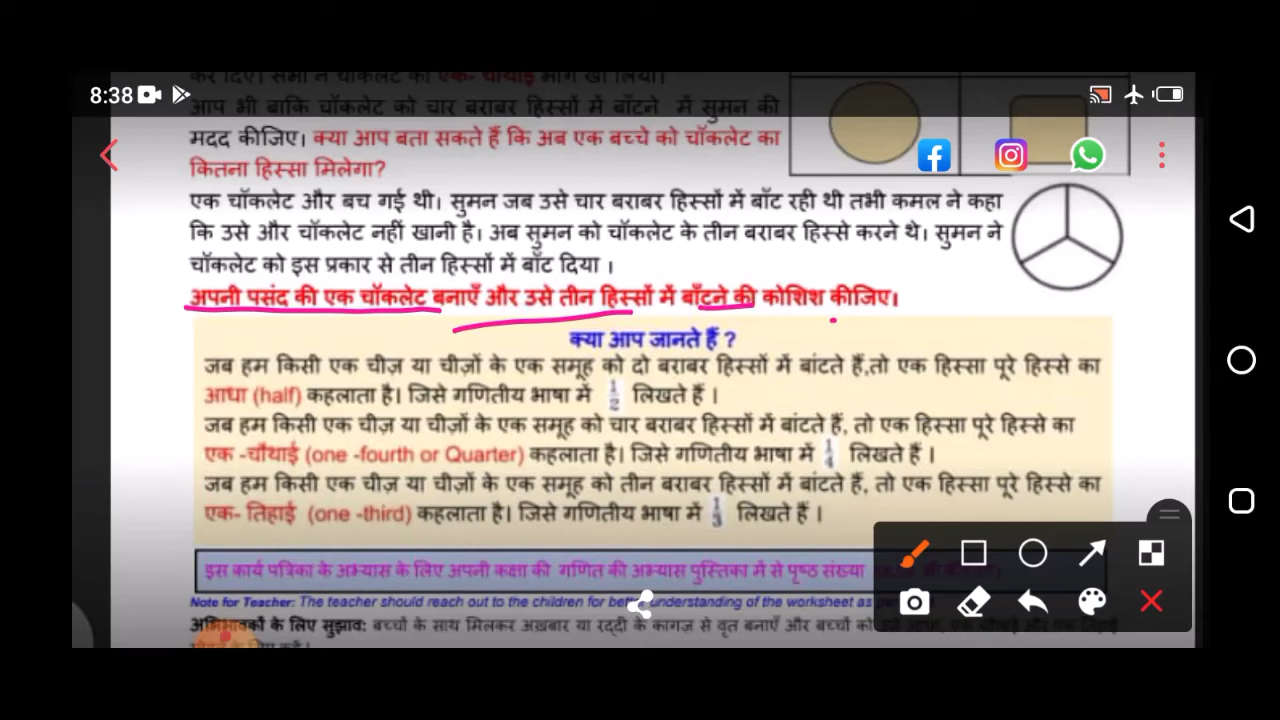 8:38
कर दिए। सभी ने चॉकलेट का एक- चौथाई भाग खा लिया।
आप भी बाकि चॉकलेट को चार बराबर हिस्सों में बाँटने में सुमन की
मदद कीजिए। क्या आप बता सकते हैं कि अब एक बच्चे को चॉकलेट का
कितना हिस्सा मिलेगा?
एक चॉकलेट और बच गई थी। सुमन जब उसे चार बराबर हिस्सों में बाँट रही थी तभी कमल ने कहा
कि उसे और चॉकलेट नहीं खानी है। अब सुमन को चॉकलेट के तीन बराबर हिस्से करने थे। सुमन ने
चॉकलेट को इस प्रकार से तीन हिस्सों में बाँट दिया ।
अपनी पसंद की एक चॉकलेट बनाएँ और उसे तीन हिस्सों में बाँटने की कोशिश कीजिए।
क्या आप जानते हैं ?
जब हम किसी एक चीज़ या चीज़ों के एक समूह को दो बराबर हिस्सों में बांटते हैं,तो एक हिस्सा पूरे हिस्से का
आधा (half) कहलाता है। जिसे गणितीय भाषा में 1/2 लिखते हैं ।
जब हम किसी एक चीज़ या चीज़ों के एक समूह को चार बराबर हिस्सों में बांटते हैं, तो एक हिस्सा पूरे हिस्से का
एक -चौथाई (one -fourth or Quarter) कहलाता है। जिसे गणितीय भाषा में 1/4 लिखते हैं ।
जब हम किसी एक चीज़ या चीज़ों के एक समूह को तीन बराबर हिस्सों में बांटते हैं, तो एक हिस्सा पूरे हिस्से का
एक- तिहाई (one -third) कहलाता है। जिसे गणितीय भाषा में 1/3 लिखते हैं ।
इस कार्य पत्रिका के अभ्यास के लिए अपनी कक्षा की गणित की अभ्यास पुस्तिका में से पृष्ठ संख्या
Note for Teacher: The teacher should reach out to the children for better understanding of the worksheet as
अभिभावकों के लिए सुझाव: बच्चों के साथ मिलकर अख़बार या रद्दी के कागज़ से वृत बनाएँ और बच्चों को